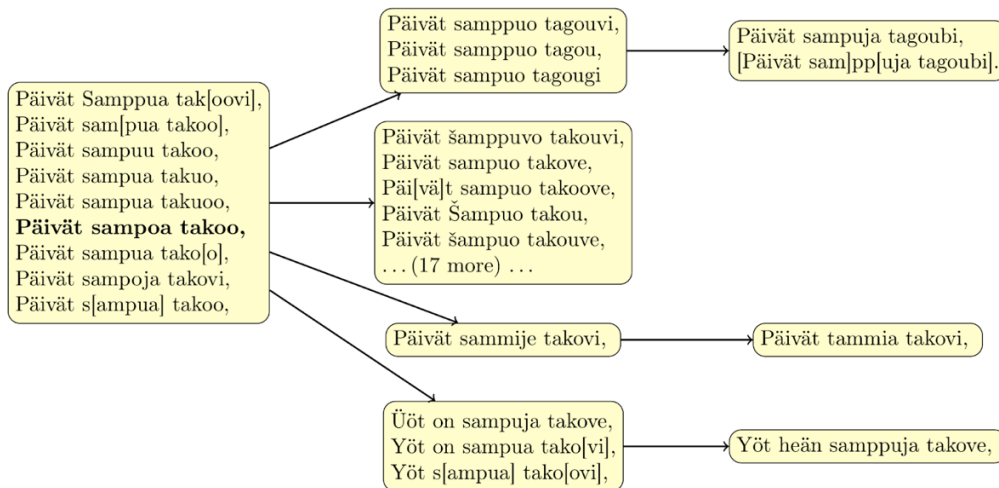 Päivät Samppua tak[oovi],
Päivät sam[pua takoo],
Päivät sampuu takoo,
Päivät sampua takuo,
Päivät sampua takuoo,
Päivät sampoa takoo,
Päivät sampua tako[o],
Päivät sampoja takovi,
Päivät s[ampua] takoo,
Päivät samppuo tagouvi,
Päivät samppuo tagou,
Päivät sampuo tagougi
Päivät sampuja tagoubi,
[Päivät sam]pp[uja tagoubi].
Päivät šamppuvo takouvi,
Päivät sampuo takove,
Päi[vä]t sampuo takoove,
Päivät Šampuo takou,
Päivät šampuo takouve,
... (17 more) ...
Päivät sammije takovi,
Päivät tammia takovi,
Üöt on sampuja takove,
Yöt on sampua tako[vi],
Yöt s[ampua] tako[ovi],
Yöt heän samppuja takove,